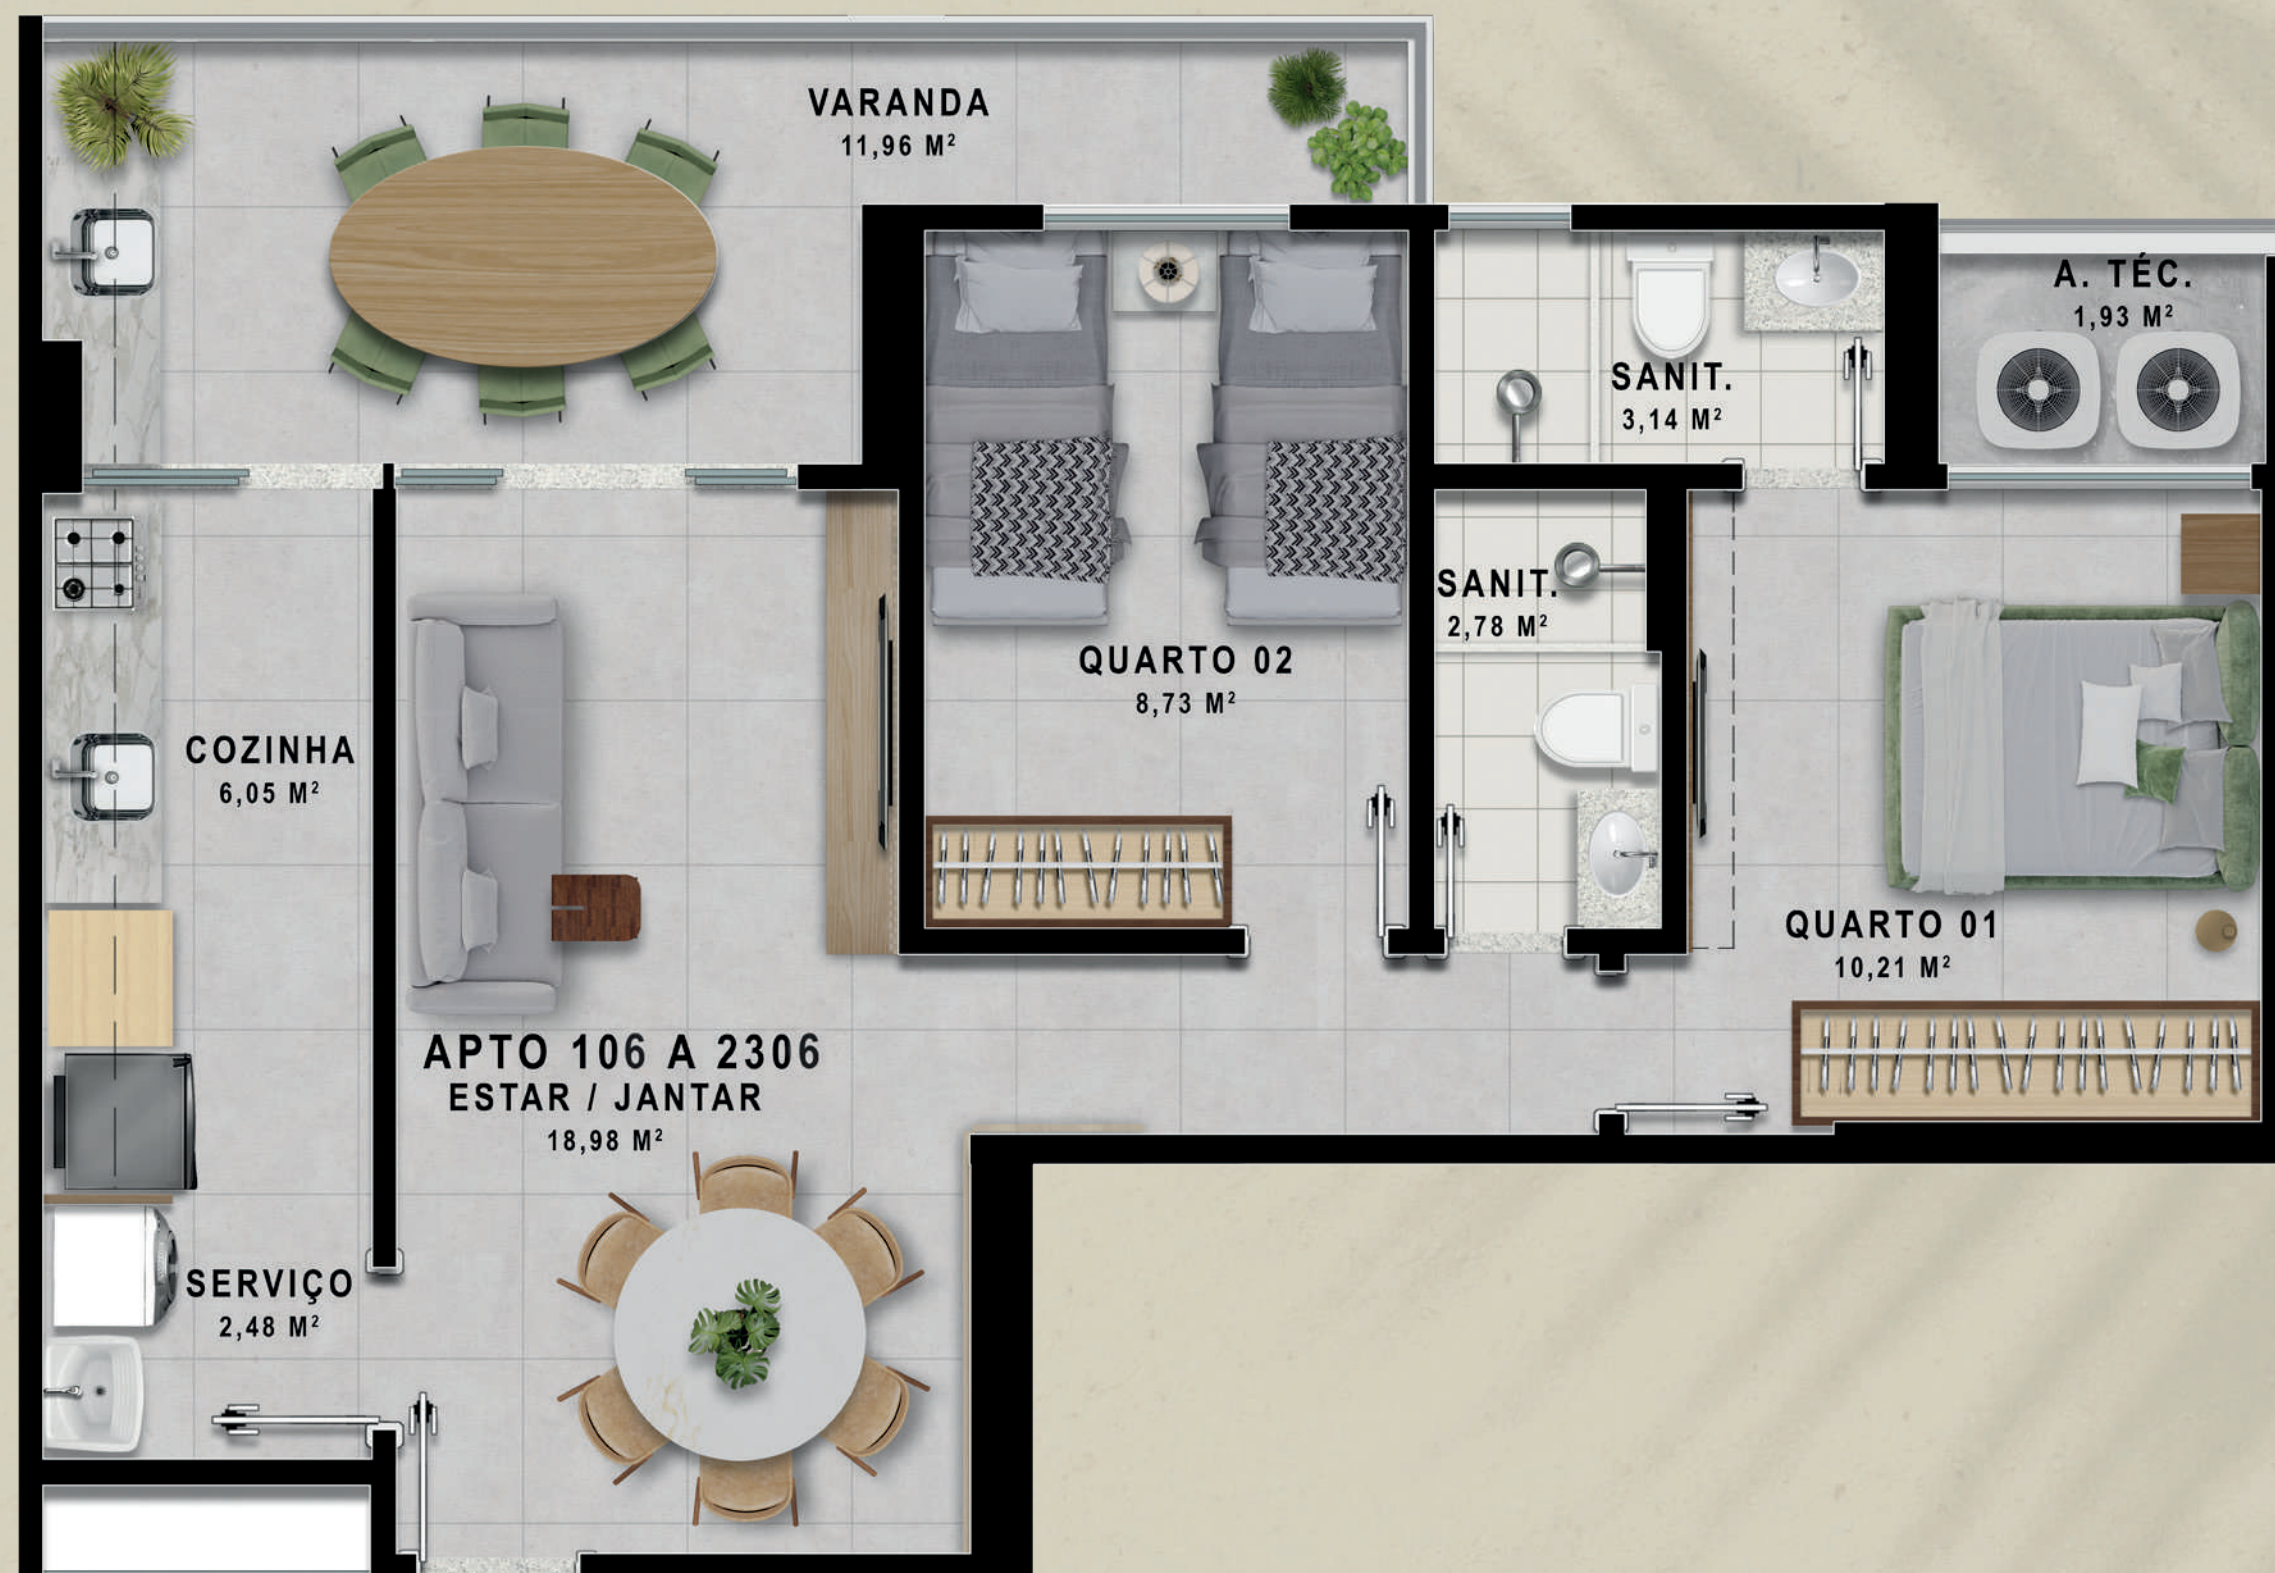 VARANDA
11,96 M²
A. TÉC.
1,93 M²
SANIT.
3,14 M²
SANIT.
2,78 M²
QUARTO 02
8,73 M²
COZINHA
6,05 M²
QUARTO 01
10,21 M²
APTO 106 A 2306
ESTAR / JANTAR
18,98 M²
SERVIÇO
2,48 M²